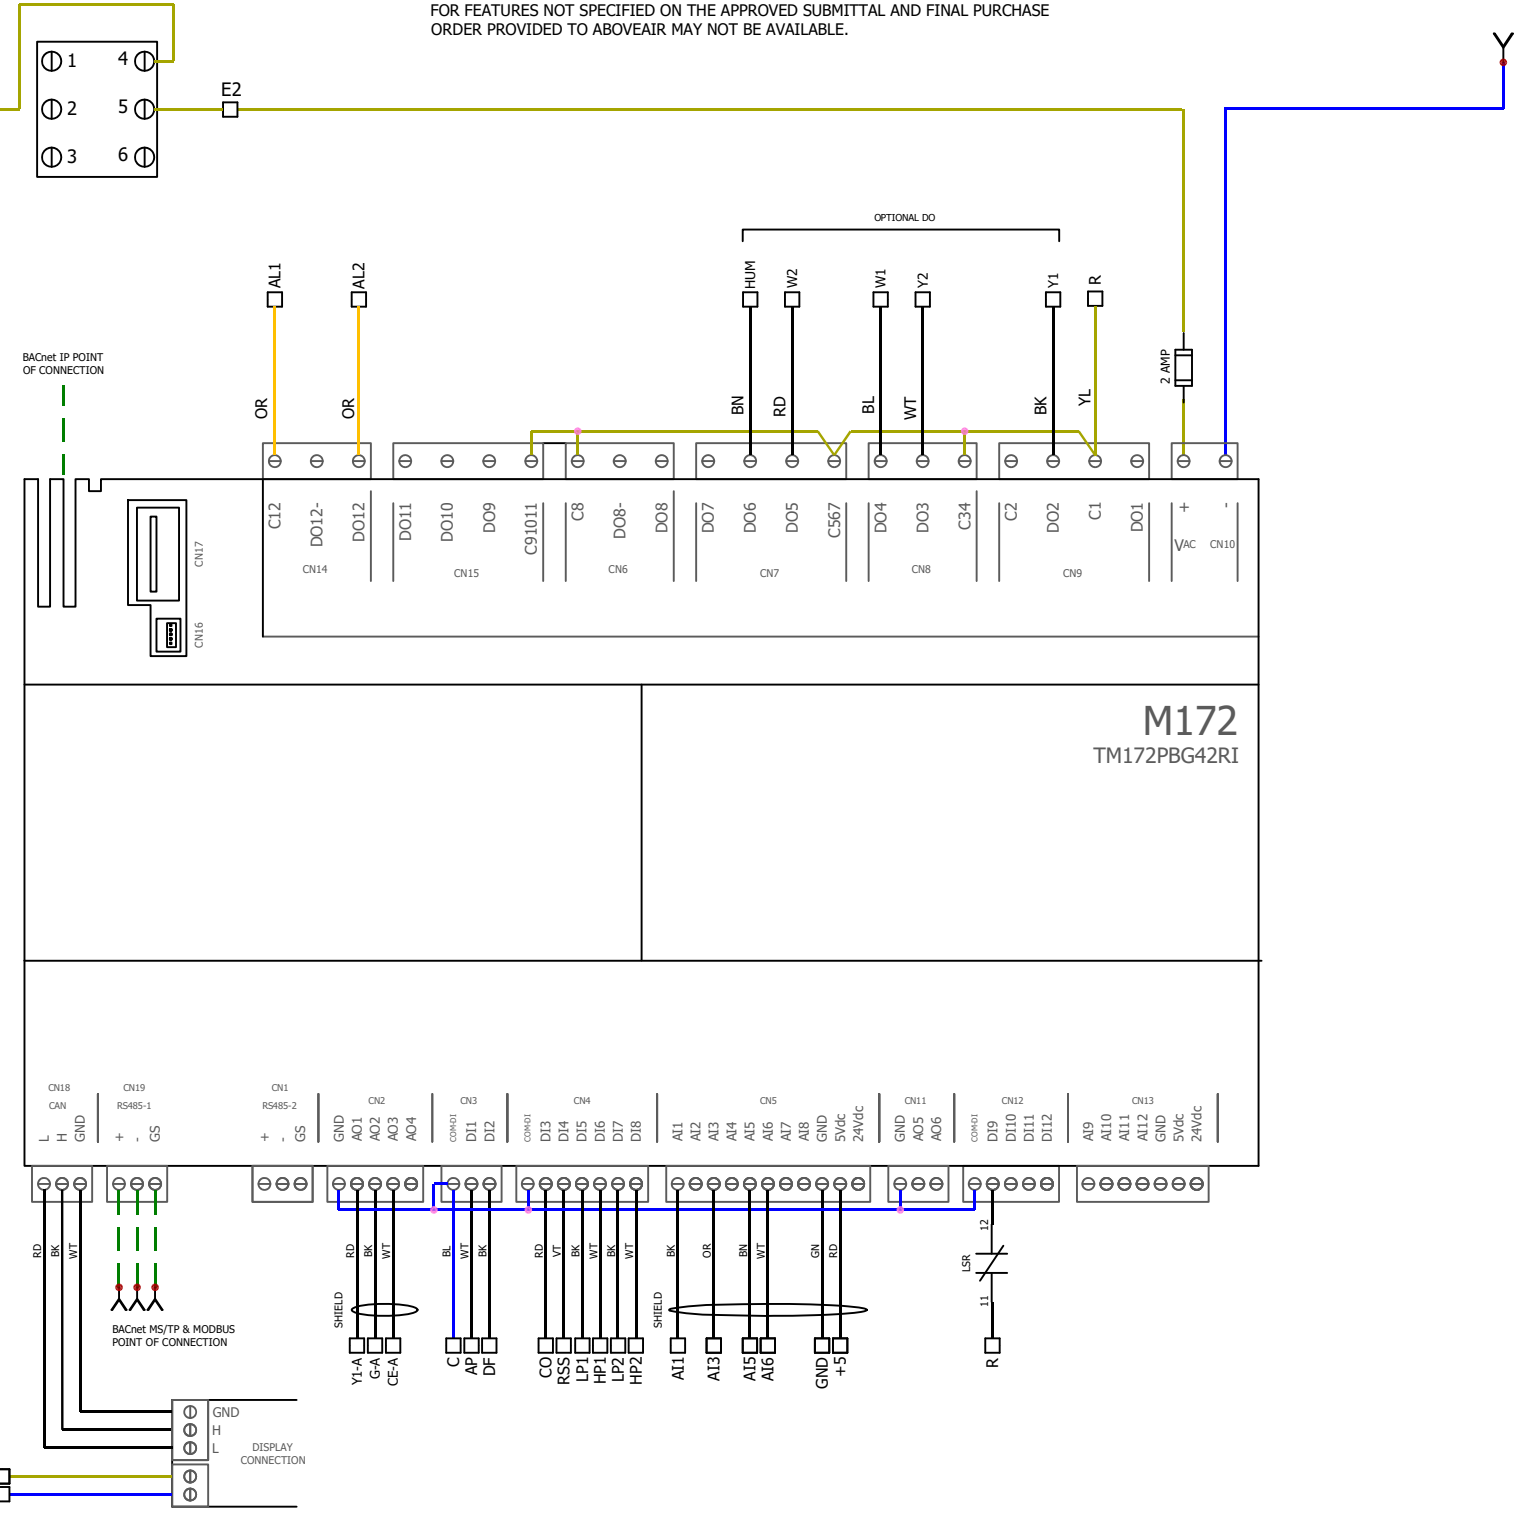 FOR FEATURES NOT SPECIFIED ON THE APPROVED SUBMITTAL AND FINAL PURCHASE
ORDER PROVIDED TO ABOVEAIR MAY NOT BE AVAILABLE.
1 4
2 5
3 6
E2
OPTIONAL DO
AL1 AL2 HUM W2 W1 Y2 Y1 R
2 AMP
BACnet IP POINT
OF CONNECTION
OR OR BN RD BL WT BK YL
C12 DO12- DO12 DO11 DO10 DO9 C91011 C8 DO8- DO8 DO7 DO6 DO5 C567 DO4 DO3 C34 C2 DO2 C1 DO1 + -
VAC CN10
CN14 CN15 CN6 CN7 CN8 CN9
CN17
CN16
M172
TM172PBG42RI
CN18 CN19 CN1 CN2 CN3 CN4 CN5 CN11 CN12 CN13
CAN RS485-1 RS485-2
L H GND + - GS + - GS GND AO1 AO2 AO3 AO4 COM-DI DI1 DI2 COM-DI DI3 DI4 DI5 DI6 DI7 DI8 AI1 AI2 AI3 AI4 AI5 AI6 AI7 AI8 GND 5Vdc 24Vdc GND AO5 AO6 COM-DI DI9 DI10 DI11 DI12 AI9 AI10 AI11 AI12 GND 5Vdc 24Vdc
12
RD BK WT RD BK WT BL WT BK RD VT BK WT BK WT BK OR BN WT GN RD
LSR
11
SHIELD SHIELD
BACnet MS/TP & MODBUS
POINT OF CONNECTION
Y1-A G-A CE-A C AP DF CO RSS LP1 HP1 LP2 HP2 AI1 AI3 AI5 AI6 GND +5 R
GND
H
L
DISPLAY
CONNECTION